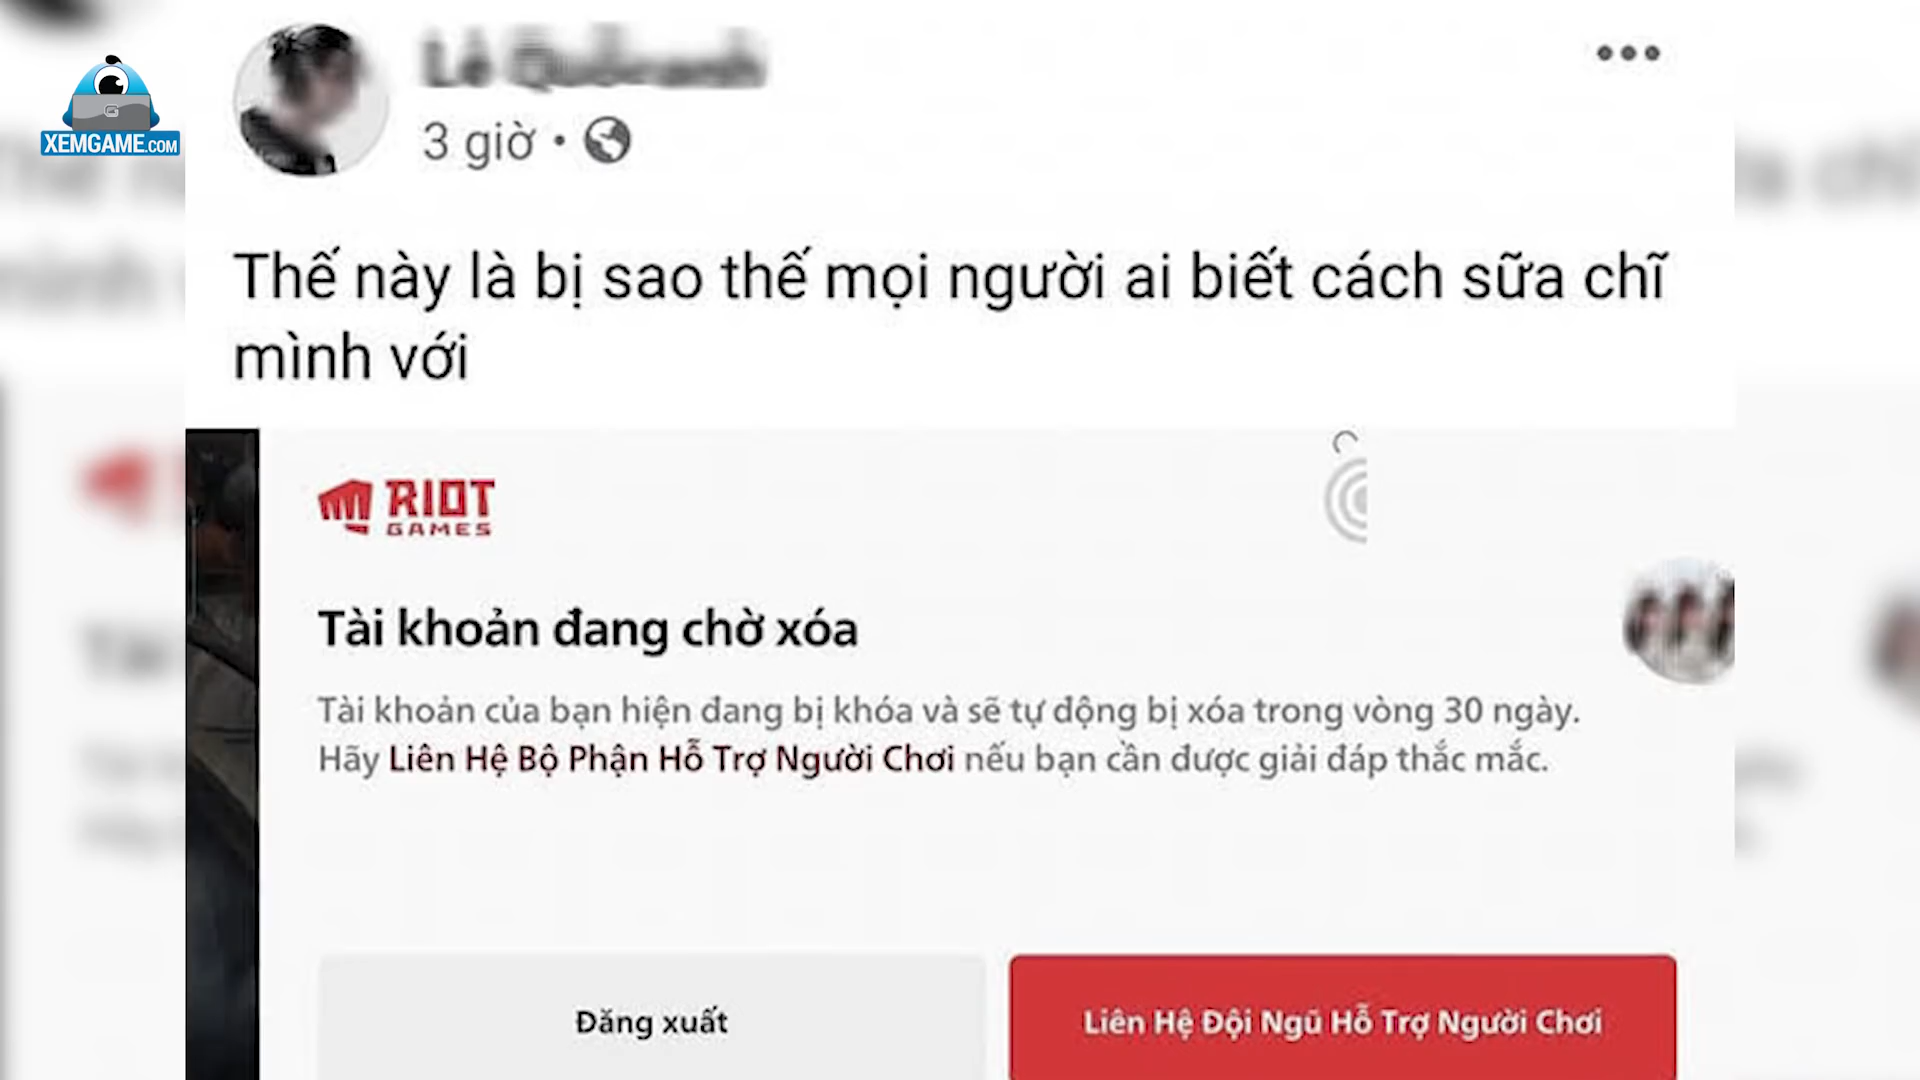 XEMGAME.COM
Lê
3 giờ •
Thế này là bị sao thế mọi người ai biết cách sữa chĩ
mình với
RIOT
GAMES
Tài khoản đang chờ xóa
Tài khoản của bạn hiện đang bị khóa và sẽ tự động bị xóa trong vòng 30 ngày.
Hãy Liên Hệ Bộ Phận Hỗ Trợ Người Chơi nếu bạn cần được giải đáp thắc mắc.
Đăng xuất
Liên Hệ Đội Ngũ Hỗ Trợ Người Chơi